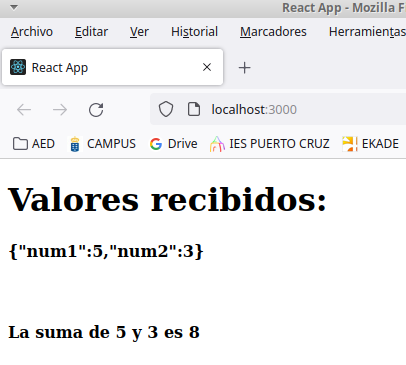 React App - Mozilla F
Archivo Editar Ver Historial Marcadores Herramientas
React App
localhost:3000
AED CAMPUS Drive IES PUERTO CRUZ EKADE
Valores recibidos:
{"num1":5,"num2":3}
La suma de 5 y 3 es 8